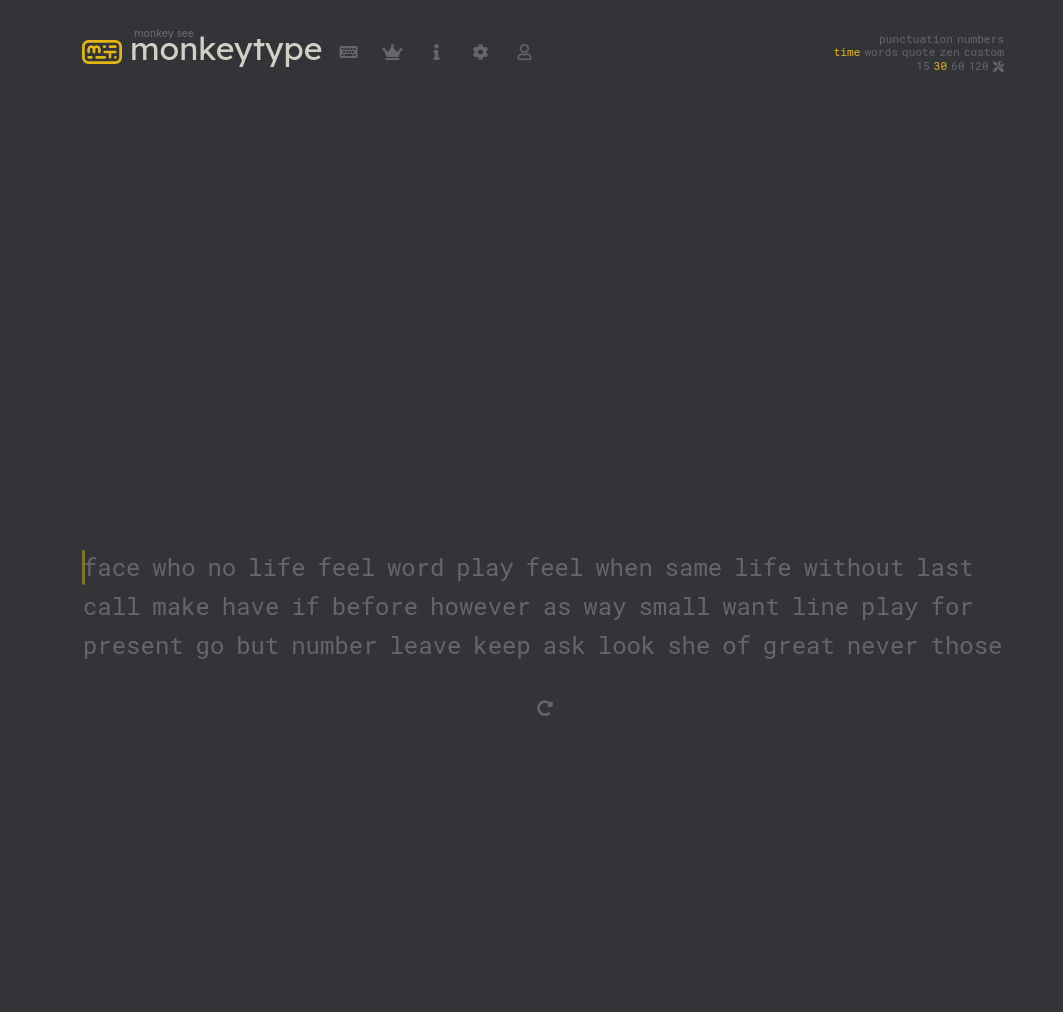 monkey see
monkeytype
punctuation numbers
time words quote zen custom
15 30 60 120
face who no life feel word play feel when same life without last
call make have if before however as way small want line play for
present go but number leave keep ask look she of great never those